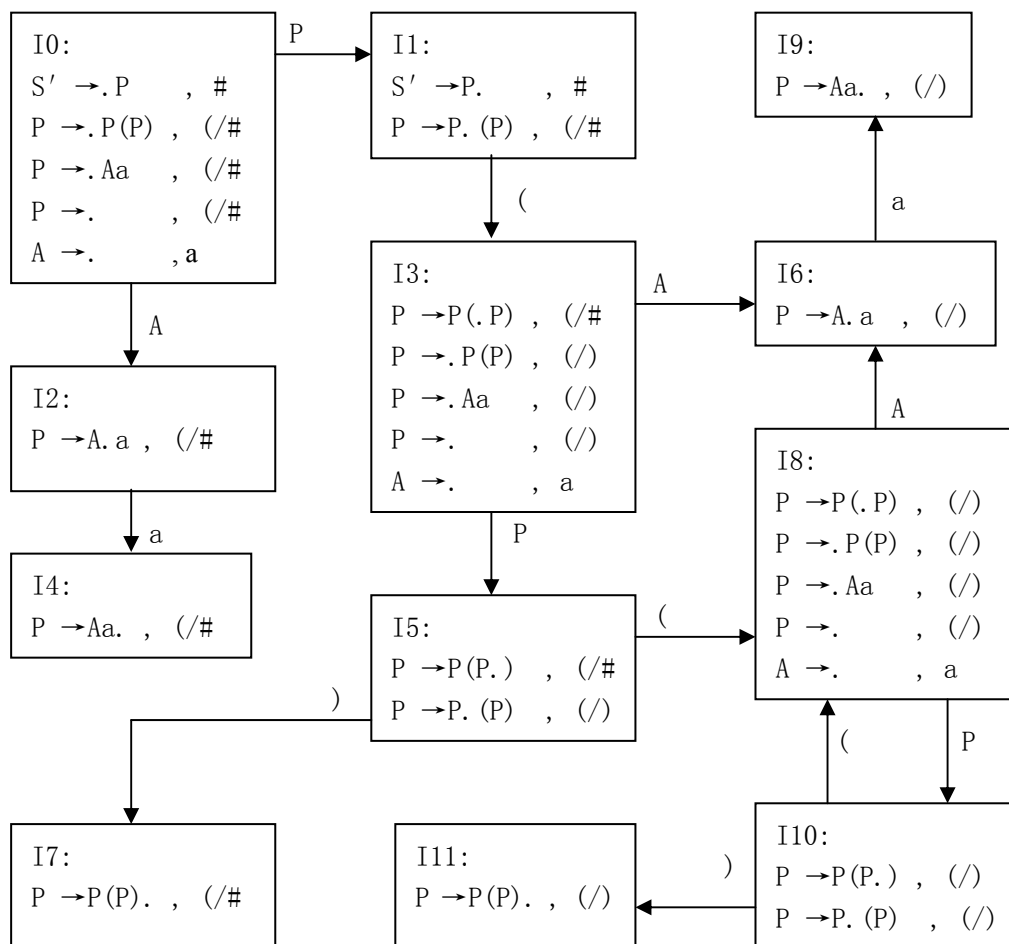 I0:
S′ →.P , #
P →.P(P) , (/#
P →.Aa , (/#
P →. , (/#
A →. ,a
P
I1:
S′ →P. , #
P →P.(P) , (/#
I9:
P →Aa. , (/)
(
a
A
I3:
P →P(.P) , (/#
P →.P(P) , (/)
P →.Aa , (/)
P →. , (/)
A →. , a
A
I6:
P →A.a , (/)
I2:
P →A.a , (/#
A
a
P
I8:
P →P(.P) , (/)
P →.P(P) , (/)
P →.Aa , (/)
P →. , (/)
A →. , a
I4:
P →Aa. , (/#
I5:
P →P(P.) , (/#
P →P.(P) , (/)
(
)
(
P
I7:
P →P(P). , (/#
I11:
P →P(P). , (/)
)
I10:
P →P(P.) , (/)
P →P.(P) , (/)